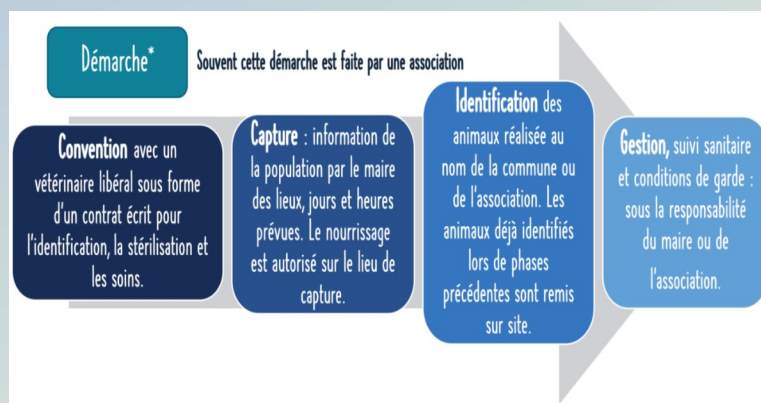 Démarche*
Souvent cette démarche est faite par une association
Convention avec un
vétérinaire libéral sous forme
d'un contrat écrit pour
l'identification, la stérilisation et
les soins.
Capture : information de
la population par le maire
des lieux, jours et heures
prévues. Le nourrissage
est autorisé sur le lieu de
capture.
Identification des
animaux réalisée au
nom de la commune ou
de l'association. Les
animaux déjà identifiés
lors de phases
précédentes sont remis
sur site.
Gestion, suivi sanitaire
et conditions de garde :
sous la responsabilité
du maire ou de
l'association.